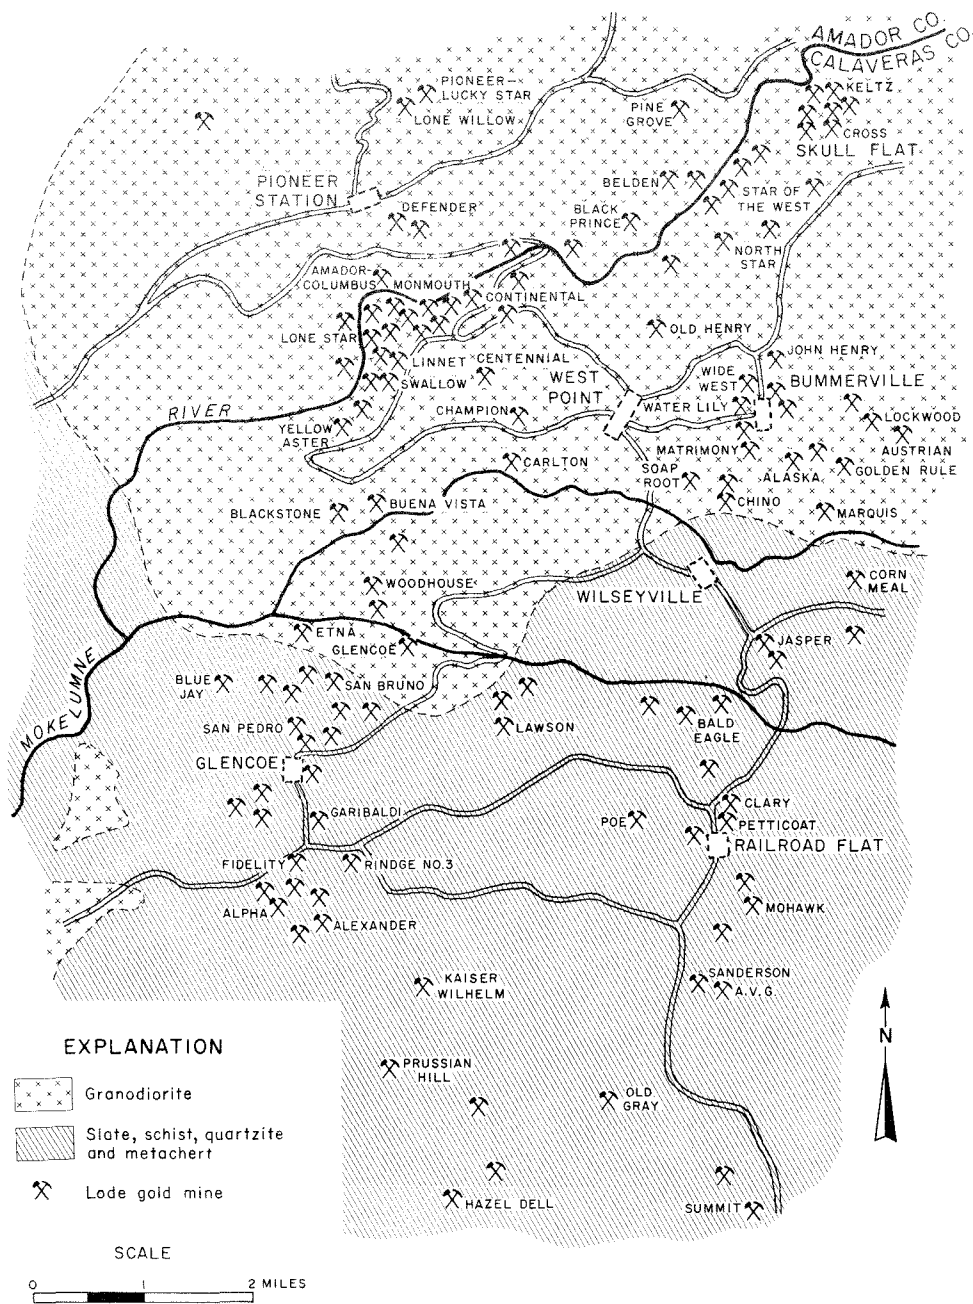 AMADOR CO.
CALAVERAS CO.
PIONEER–
LUCKY STAR
LONE WILLOW
PINE
GROVE
KELTZ
CROSS
SKULL FLAT
PIONEER
STATION
DEFENDER
BELDEN
BLACK
PRINCE
STAR OF
THE WEST
NORTH
STAR
AMADOR-
COLUMBUS
MONMOUTH
CONTINENTAL
LONE STAR
OLD HENRY
LINNET
CENTENNIAL
JOHN HENRY
SWALLOW
WEST
POINT
WIDE
WEST
BUMMERVILLE
RIVER
CHAMPION
WATER LILY
LOCKWOOD
YELLOW
ASTER
MATRIMONY
AUSTRIAN
CARLTON
SOAP
ROOT
ALASKA
GOLDEN RULE
BLACKSTONE
BUENA VISTA
CHINO
MARQUIS
WOODHOUSE
WILSEYVILLE
CORN
MEAL
ETNA
GLENCOE
JASPER
MOKELUMNE
BLUE
JAY
SAN BRUNO
SAN PEDRO
LAWSON
BALD
EAGLE
GLENCOE
GARIBALDI
POE
CLARY
PETTICOAT
RAILROAD FLAT
FIDELITY
RINDGE NO.3
ALPHA
ALEXANDER
MOHAWK
KAISER
WILHELM
SANDERSON
A.V.G.
PRUSSIAN
HILL
OLD
GRAY
HAZEL DELL
SUMMIT
N
EXPLANATION
Granodiorite
Slate, schist, quartzite
and metachert
Lode gold mine
SCALE
0 1 2 MILES